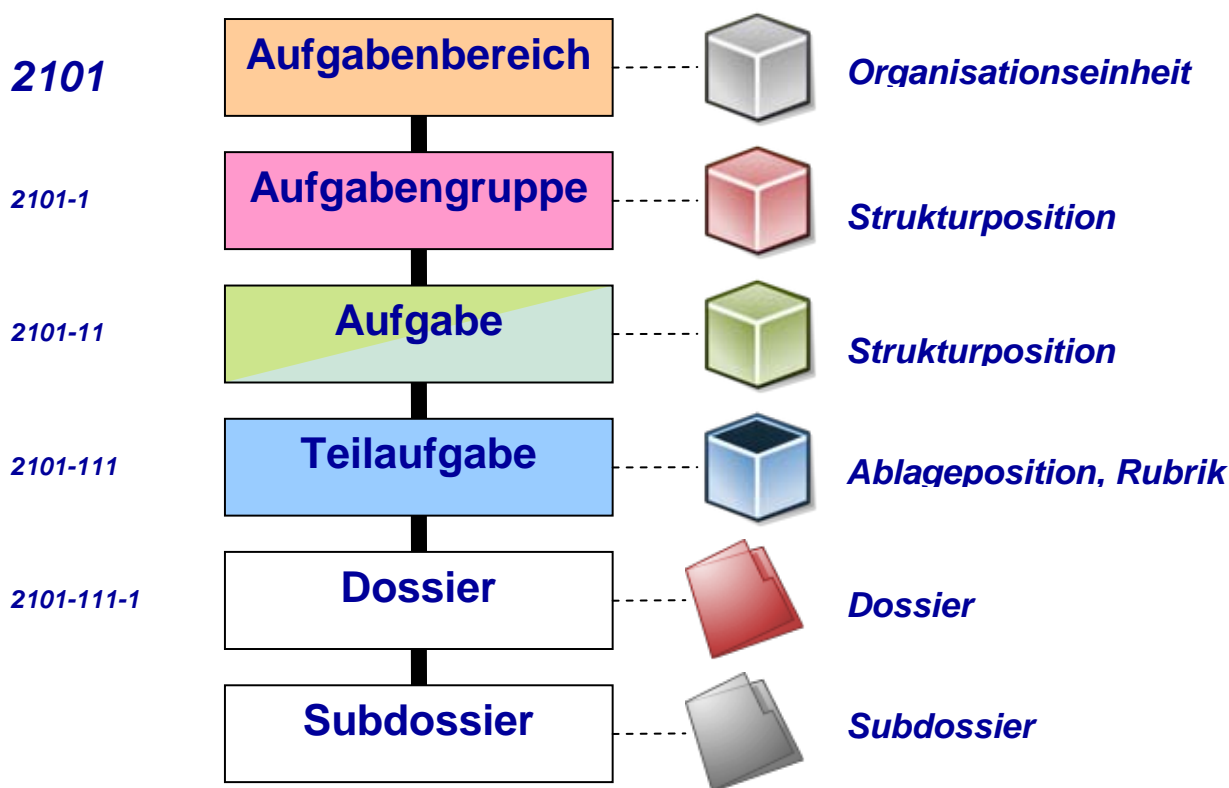 2101 Aufgabenbereich Organisationseinheit
2101-1 Aufgabengruppe Strukturposition
2101-11 Aufgabe Strukturposition
2101-111 Teilaufgabe Ablageposition, Rubrik
2101-111-1 Dossier Dossier
Subdossier Subdossier